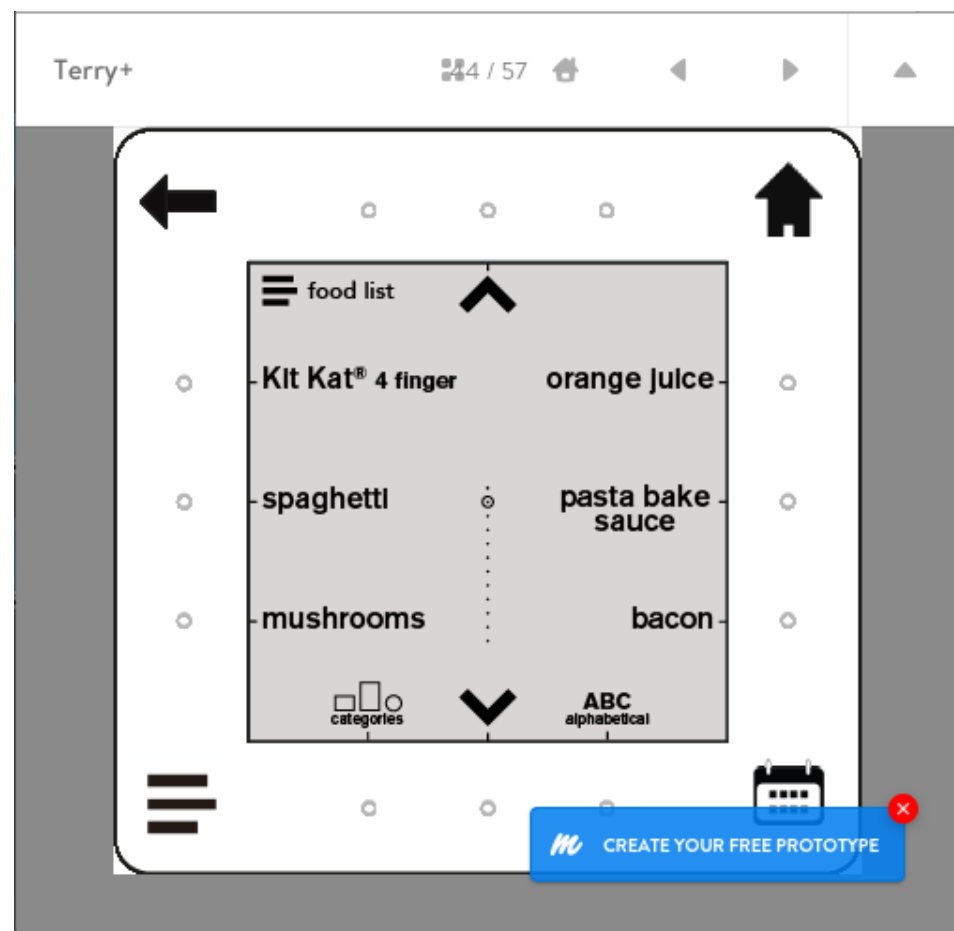 Terry+
44 / 57
food list
Kit Kat® 4 finger
orange juice
spaghetti
pasta bake
sauce
mushrooms
bacon
categories
ABC
alphabetical
CREATE YOUR FREE PROTOTYPE